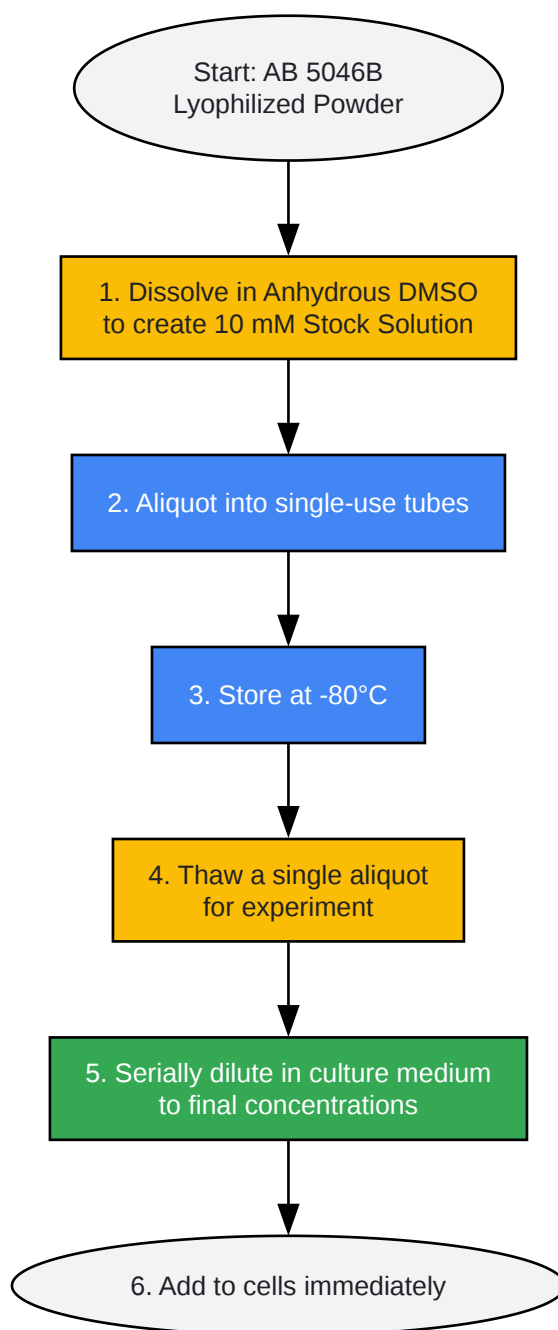 Start: AB 5046B
Lyophilized Powder
1. Dissolve in Anhydrous DMSO
to create 10 mM Stock Solution
2. Aliquot into single-use tubes
3. Store at -80°C
4. Thaw a single aliquot
for experiment
5. Serially dilute in culture medium
to final concentrations
6. Add to cells immediately